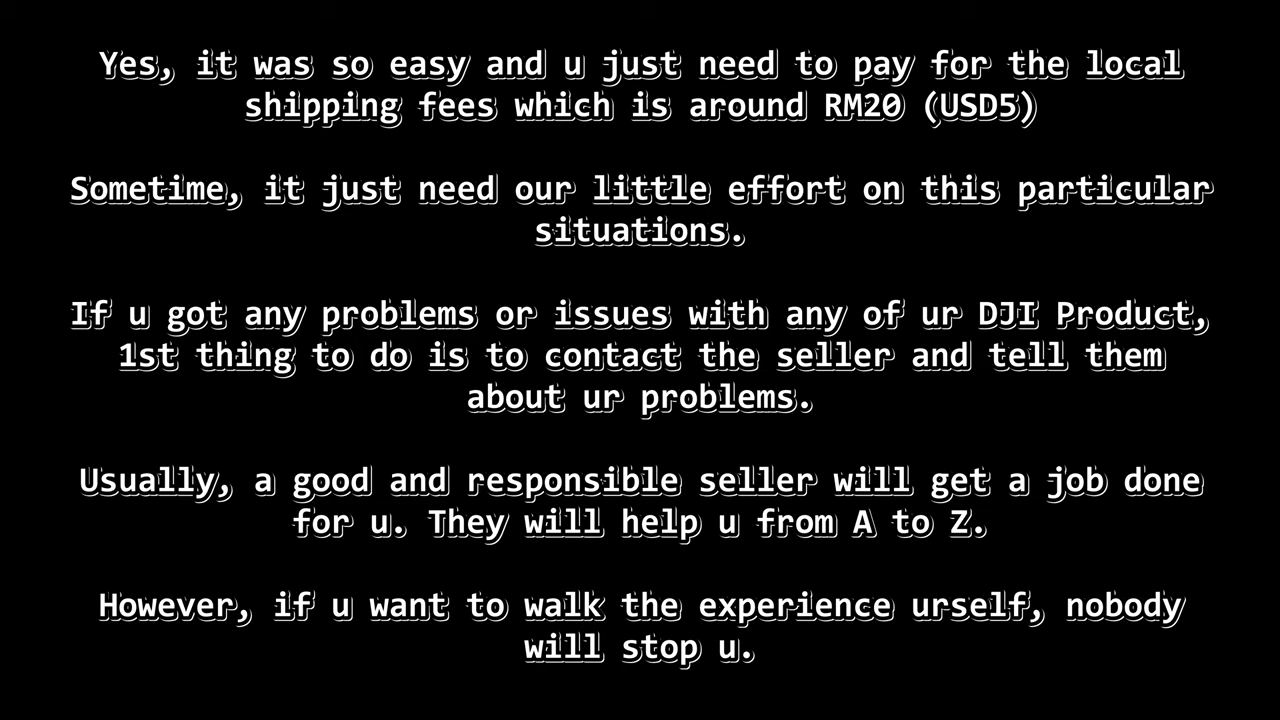 Yes, it was so easy and u just need to pay for the local
shipping fees which is around RM20 (USD5)
Sometime, it just need our little effort on this particular
situations.
If u got any problems or issues with any of ur DJI Product,
1st thing to do is to contact the seller and tell them
about ur problems.
Usually, a good and responsible seller will get a job done
for u. They will help u from A to Z.
However, if u want to walk the experience urself, nobody
will stop u.